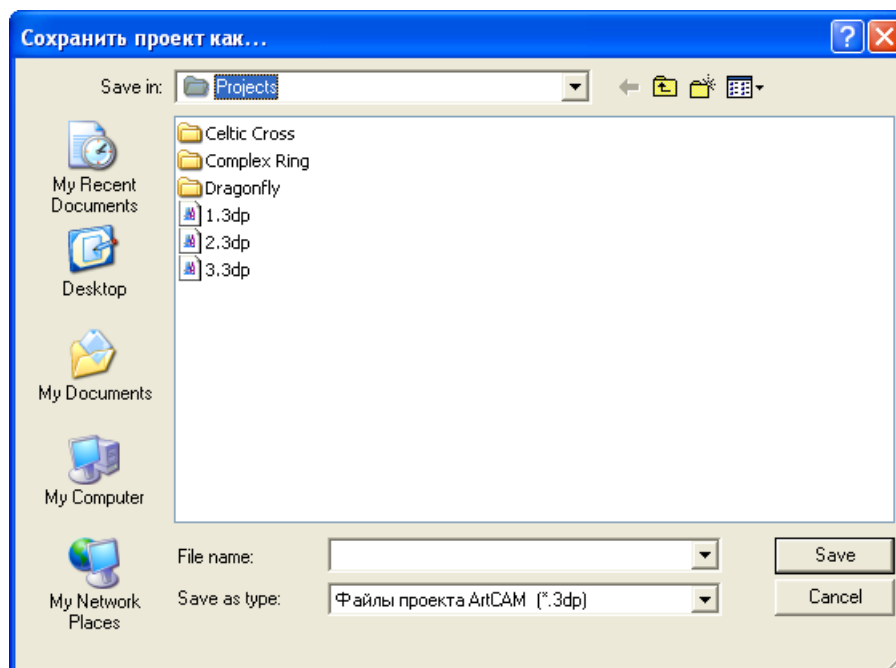 Сохранить проект как...
Save in:
Projects
Celtic Cross
Complex Ring
Dragonfly
1.3dp
2.3dp
3.3dp
My Recent
Documents
Desktop
My Documents
My Computer
My Network
Places
File name:
Save
Save as type:
Файлы проекта ArtCAM (*.3dp)
Cancel